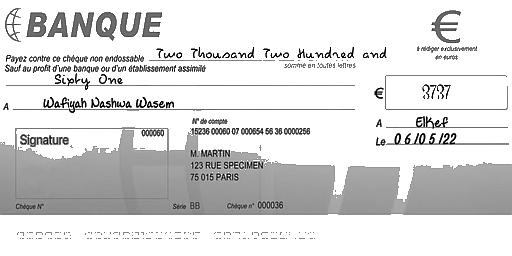 BANQUE
€
à rédiger exclusivement
en euros
Payez contre ce chèque non endossable Two Thousand Two Hundred and
Sauf au profit d'une banque ou d'un établissement assimilé
somme en toutes lettres
Sixty One
€ 3737
A Wafiyah Nashwa Wasem
A ElKef
Le 06/05/22
Signature
000060
N° de compte
15236 00060 07 000654 56 36 0000256
M. MARTIN
123 RUE SPECIMEN
75 015 PARIS
Chèque N°
Série BB
Chèque n° 000036